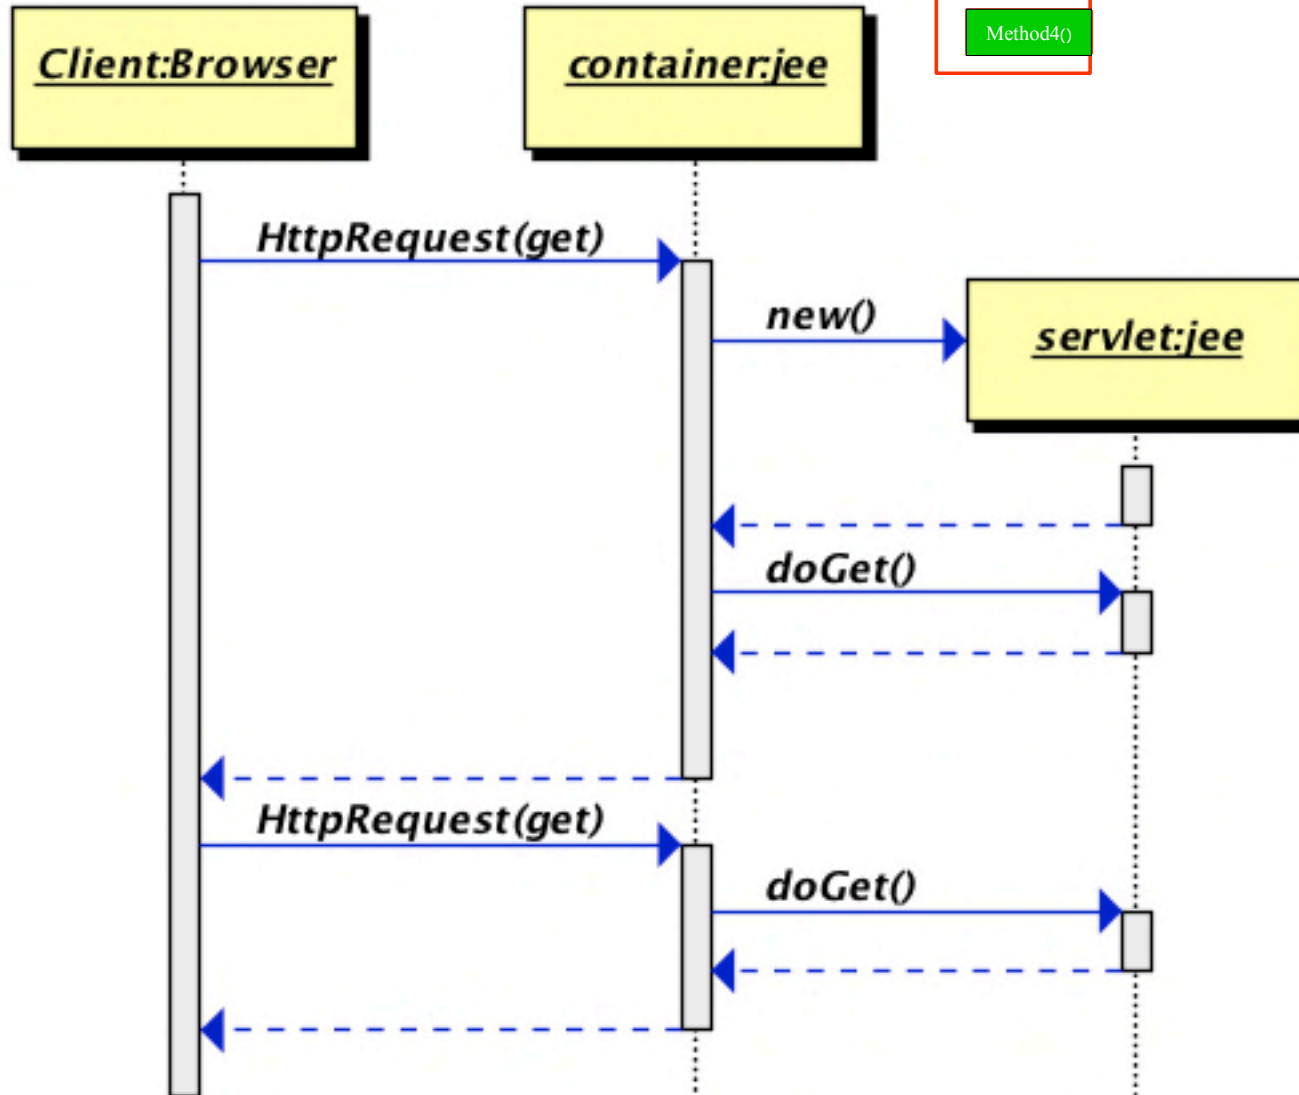 Client:Browser
container:jee
Method4()
HttpRequest(get)
new()
servlet:jee
doGet()
HttpRequest(get)
doGet()